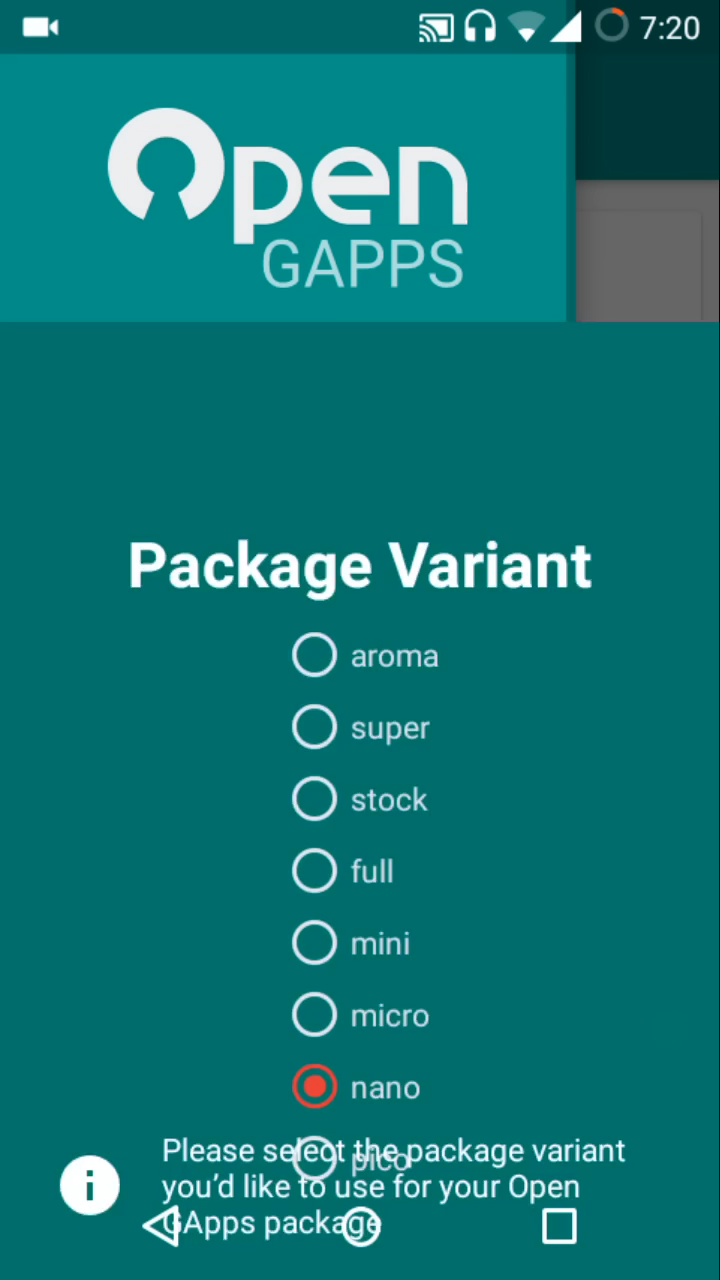 7:20
Open
GAPPS
Package Variant
aroma
super
stock
full
mini
micro
nano
pico
Please select the package variant
you’d like to use for your Open
GApps package